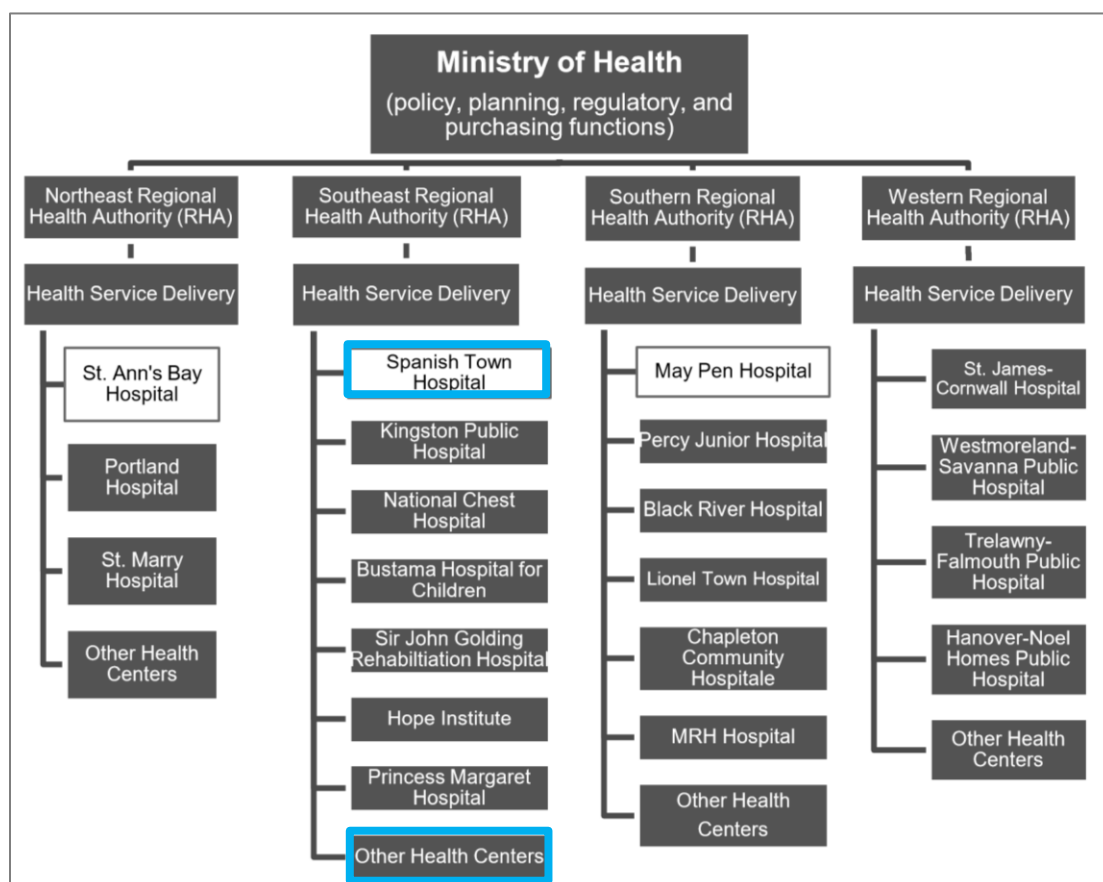 Ministry of Health
(policy, planning, regulatory, and
purchasing functions)
Northeast Regional
Health Authority (RHA)
Health Service Delivery
St. Ann's Bay
Hospital
Portland
Hospital
St. Marry
Hospital
Other Health
Centers
Southeast Regional
Health Authority (RHA)
Health Service Delivery
Spanish Town
Hospital
Kingston Public
Hospital
National Chest
Hospital
Bustama Hospital for
Children
Sir John Golding
Rehabiltiation Hospital
Hope Institute
Princess Margaret
Hospital
Other Health Centers
Southern Regional
Health Authority (RHA)
Health Service Delivery
May Pen Hospital
Percy Junior Hospital
Black River Hospital
Lionel Town Hospital
Chapleton
Community
Hospitale
MRH Hospital
Other Health
Centers
Western Regional
Health Authority (RHA)
Health Service Delivery
St. James-
Cornwall Hospital
Westmoreland-
Savanna Public
Hospital
Trelawny-
Falmouth Public
Hospital
Hanover-Noel
Homes Public
Hospital
Other Health
Centers